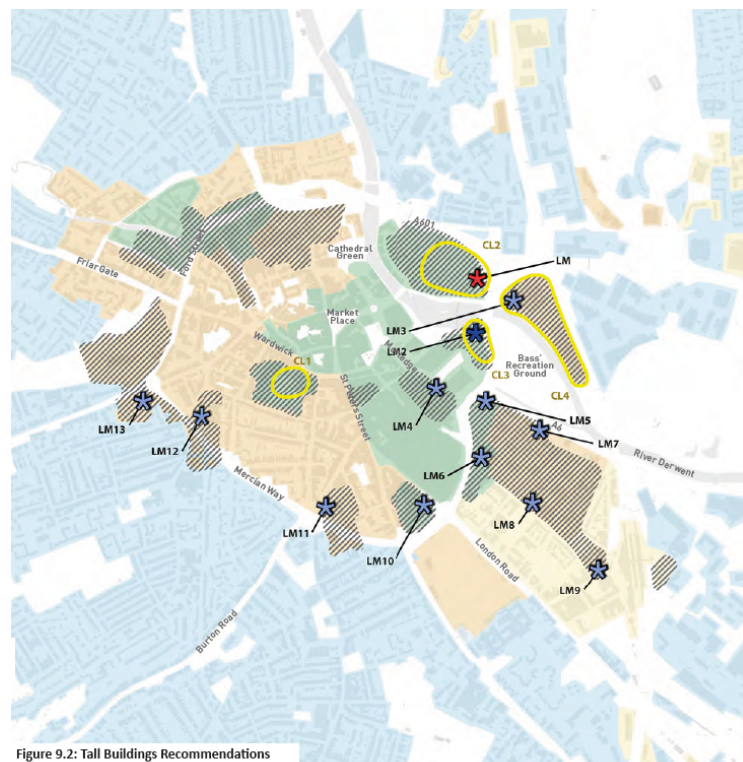 A601
CL2
Cathedral
Green
LM
Ford Street
Friar Gate
Market
Place
LM3
LM2
Wardwick
CL1
Bass'
Recreation
Ground
CL3
CL4
St Peters Street
LM4
LM5
A6
LM7
LM13
LM12
River Derwent
LM6
Mercian Way
LM8
LM11
LM10
London Road
LM9
Burton Road
Figure 9.2: Tall Buildings Recommendations